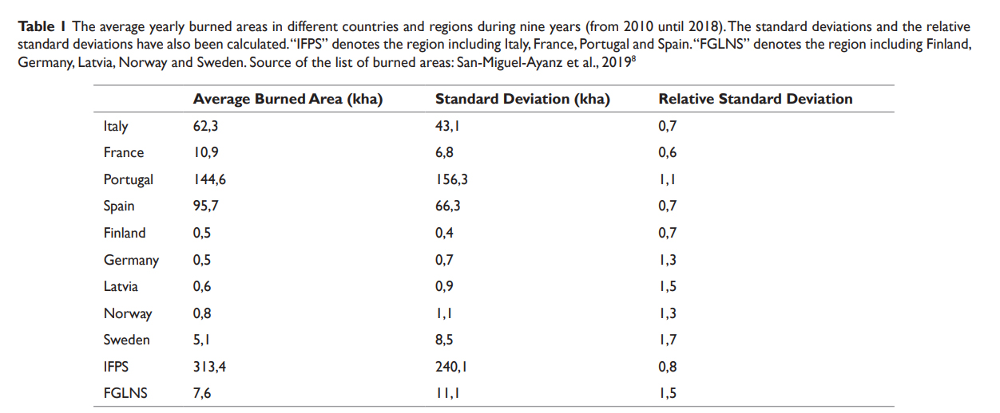 Table 1 The average yearly burned areas in different countries and regions during nine years (from 2010 until 2018). The standard deviations and the relative
standard deviations have also been calculated. “IFPS” denotes the region including Italy, France, Portugal and Spain. “FGLNS” denotes the region including Finland,
Germany, Latvia, Norway and Sweden. Source of the list of burned areas: San-Miguel-Ayanz et al., 2019⁸
Average Burned Area (kha) Standard Deviation (kha) Relative Standard Deviation
Italy 62,3 43,1 0,7
France 10,9 6,8 0,6
Portugal 144,6 156,3 1,1
Spain 95,7 66,3 0,7
Finland 0,5 0,4 0,7
Germany 0,5 0,7 1,3
Latvia 0,6 0,9 1,5
Norway 0,8 1,1 1,3
Sweden 5,1 8,5 1,7
IFPS 313,4 240,1 0,8
FGLNS 7,6 11,1 1,5